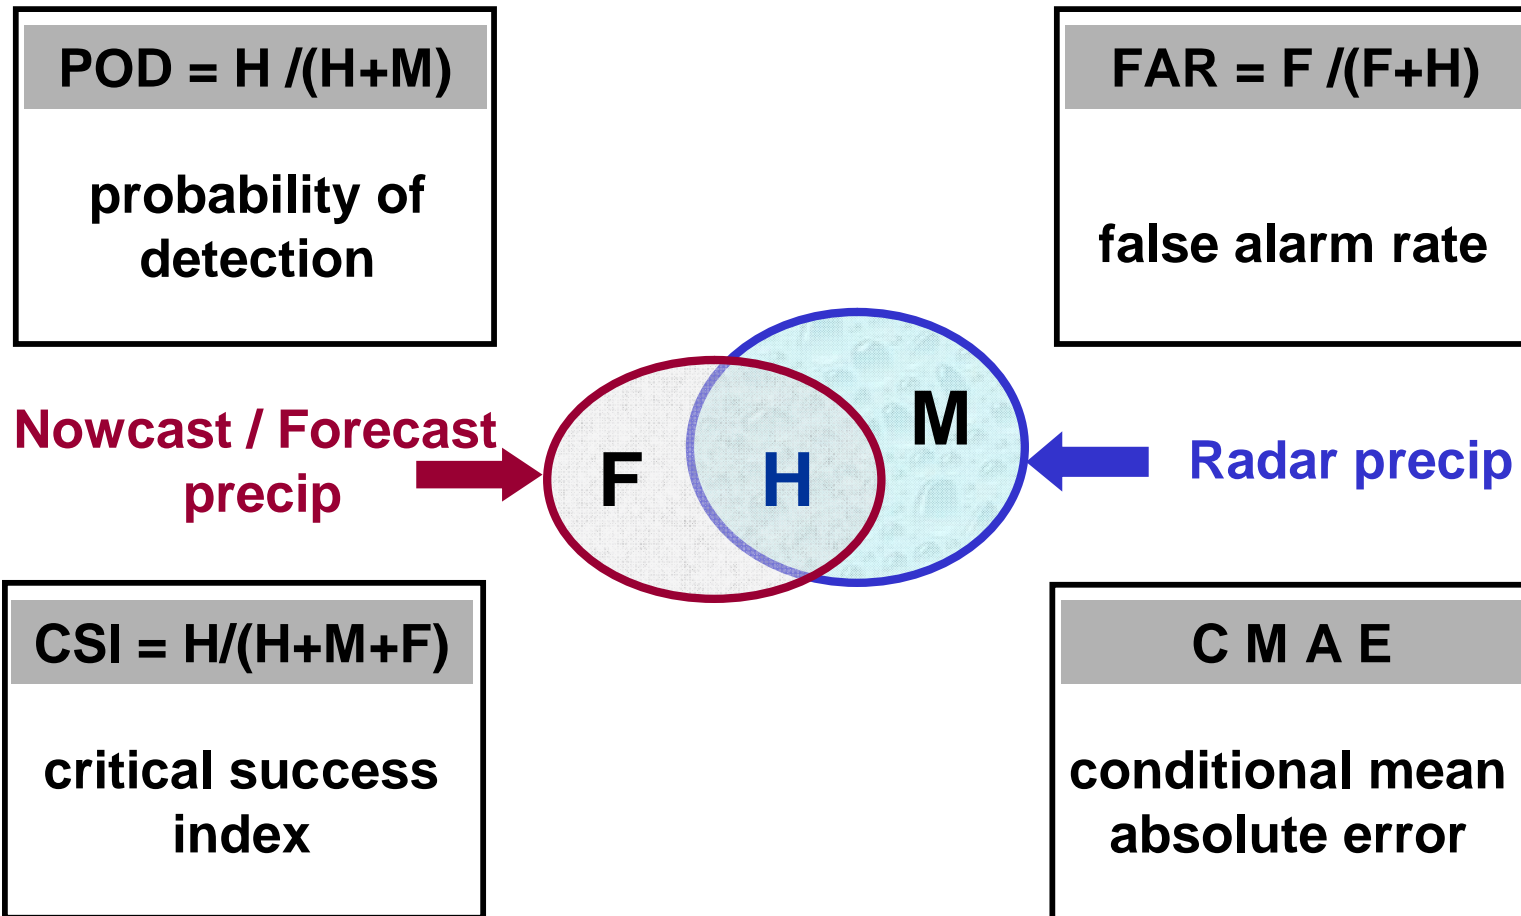 POD = H /(H+M)
probability of
detection
FAR = F /(F+H)
false alarm rate
Nowcast / Forecast
precip
F
H
M
Radar precip
CSI = H/(H+M+F)
critical success
index
C M A E
conditional mean
absolute error